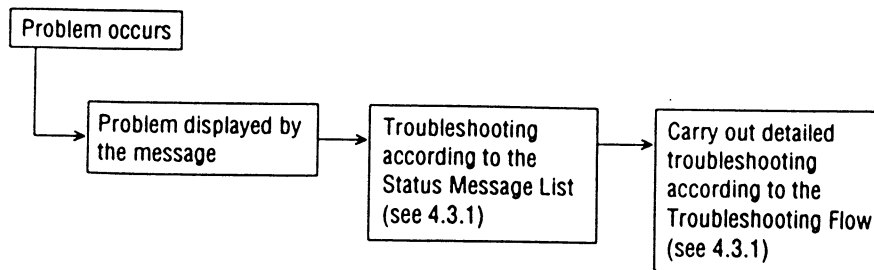 Problem occurs
Problem displayed by
the message
Troubleshooting
according to the
Status Message List
(see 4.3.1)
Carry out detailed
troubleshooting
according to the
Troubleshooting Flow
(see 4.3.1)